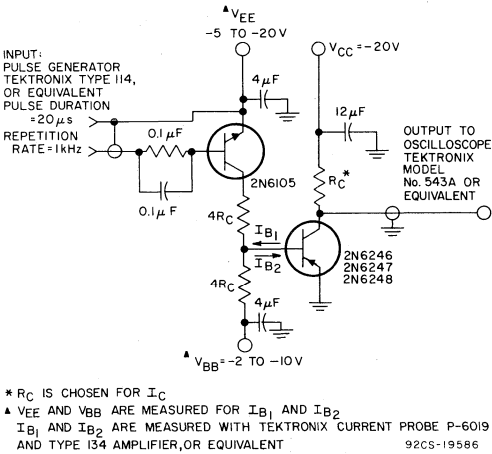 ▲ VEE
-5 TO -20V
INPUT:
PULSE GENERATOR
TEKTRONIX TYPE 114,
OR EQUIVALENT
PULSE DURATION
=20μs
REPETITION
RATE=1kHz
VCC=-20V
4μF
12μF
0.1μF
0.1μF
2N6105
RC*
OUTPUT TO
OSCILLOSCOPE
TEKTRONIX
MODEL
No. 543A OR
EQUIVALENT
4RC
IB1
IB2
2N6246
2N6247
2N6248
4RC
4μF
▲ VBB=-2 TO -10V
* RC IS CHOSEN FOR IC
▲ VEE AND VBB ARE MEASURED FOR IB1 AND IB2
IB1 AND IB2 ARE MEASURED WITH TEKTRONIX CURRENT PROBE P-6019
AND TYPE 134 AMPLIFIER, OR EQUIVALENT
92CS-19586